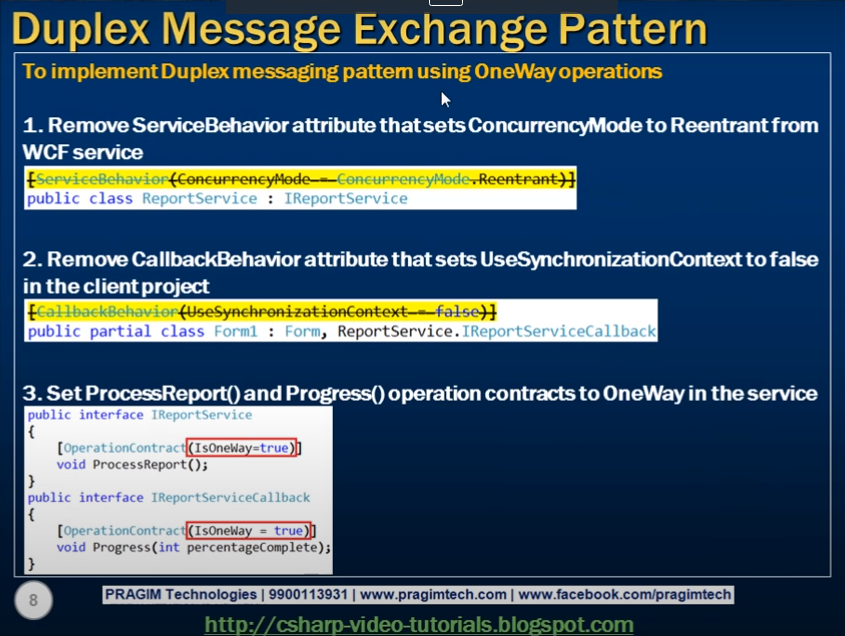 Duplex Message Exchange Pattern
To implement Duplex messaging pattern using OneWay operations
1. Remove ServiceBehavior attribute that sets ConcurrencyMode to Reentrant from
WCF service
[ServiceBehavior(ConcurrencyMode = ConcurrencyMode.Reentrant)]
public class ReportService : IReportService
2. Remove CallbackBehavior attribute that sets UseSynchronizationContext to false
in the client project
[CallbackBehavior(UseSynchronizationContext = false)]
public partial class Form1 : Form, ReportService.IReportServiceCallback
3. Set ProcessReport() and Progress() operation contracts to OneWay in the service
public interface IReportService
{
[OperationContract(IsOneWay=true)]
void ProcessReport();
}
public interface IReportServiceCallback
{
[OperationContract(IsOneWay = true)]
void Progress(int percentageComplete);
}
8
PRAGIM Technologies | 9900113931 | www.pragimtech.com | www.facebook.com/pragimtech
http://csharp-video-tutorials.blogspot.com